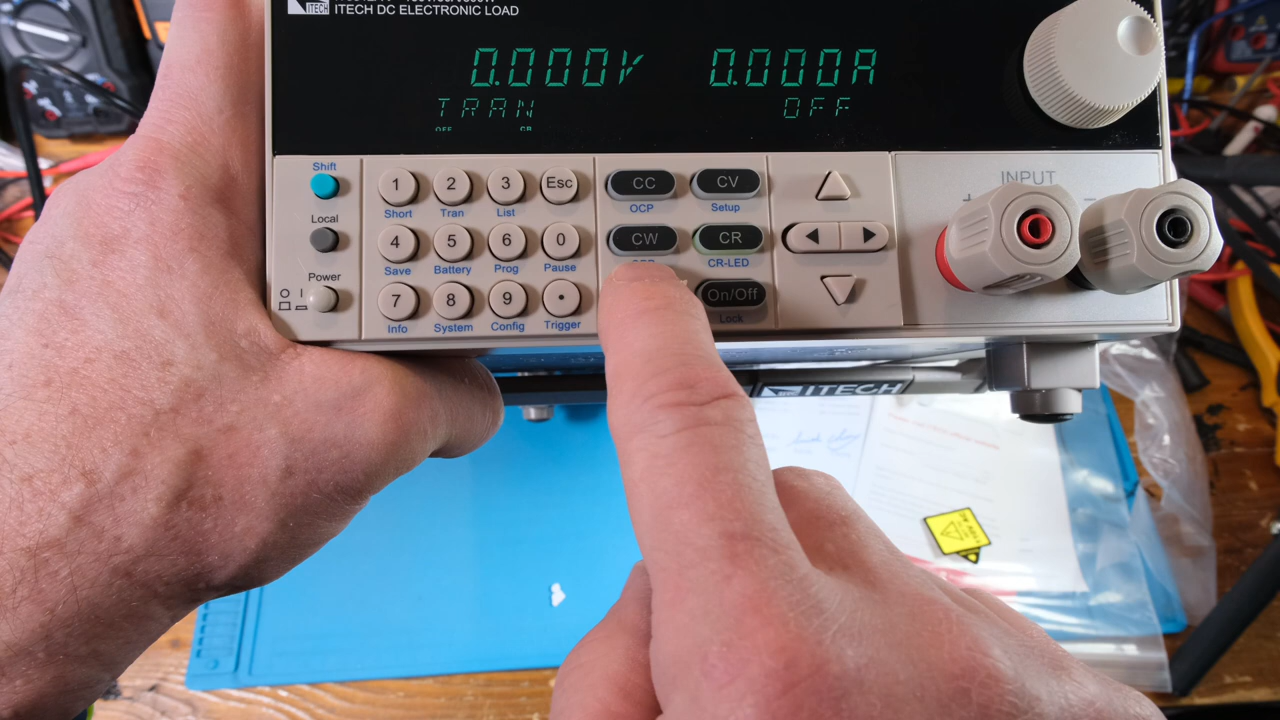 ITECH
ITECH DC ELECTRONIC LOAD
0.000V 0.000A
TRAN OFF
OFF CR
Shift
Local
Power
O I
1 2 3 Esc
Short Tran List
4 5 6 0
Save Battery Prog Pause
7 8 9 •
Info System Config Trigger
CC CV
OCP Setup
CW CR
CR-LED
On/Off
Lock
INPUT
+ −
ITECH